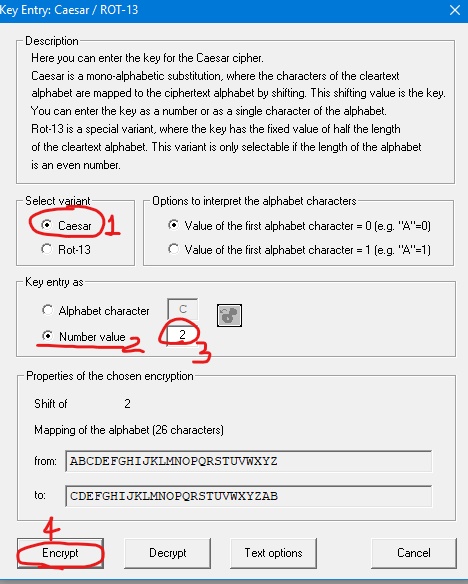 Key Entry: Caesar / ROT-13
Description
Here you can enter the key for the Caesar cipher.
Caesar is a mono-alphabetic substitution, where the characters of the cleartext
alphabet are mapped to the ciphertext alphabet by shifting. This shifting value is the key.
You can enter the key as a number or as a single character of the alphabet.
Rot-13 is a special variant, where the key has the fixed value of half the length
of the cleartext alphabet. This variant is only selectable if the length of the alphabet
is an even number.
Select variant
Caesar 1
Rot-13
Options to interpret the alphabet characters
Value of the first alphabet character = 0 (e.g. "A"=0)
Value of the first alphabet character = 1 (e.g. "A"=1)
Key entry as
Alphabet character C
Number value 2 2 3
Properties of the chosen encryption
Shift of 2
Mapping of the alphabet (26 characters)
from: ABCDEFGHIJKLMNOPQRSTUVWXYZ
to: CDEFGHIJKLMNOPQRSTUVWXYZAB
4
Encrypt Decrypt Text options Cancel